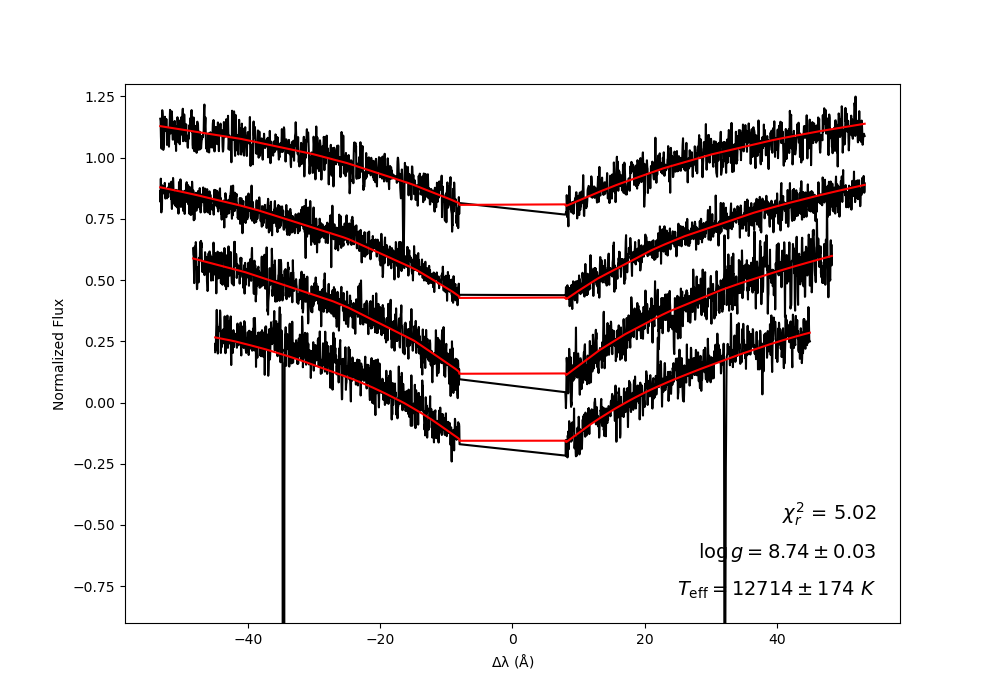 1.25
1.00
0.75
0.50
0.25
0.00
−0.25
−0.50
−0.75
Normalized Flux
χ²ᵣ = 5.02
log g = 8.74 ± 0.03
T_eff = 12714 ± 174 K
−40 −20 0 20 40
Δλ (Å)